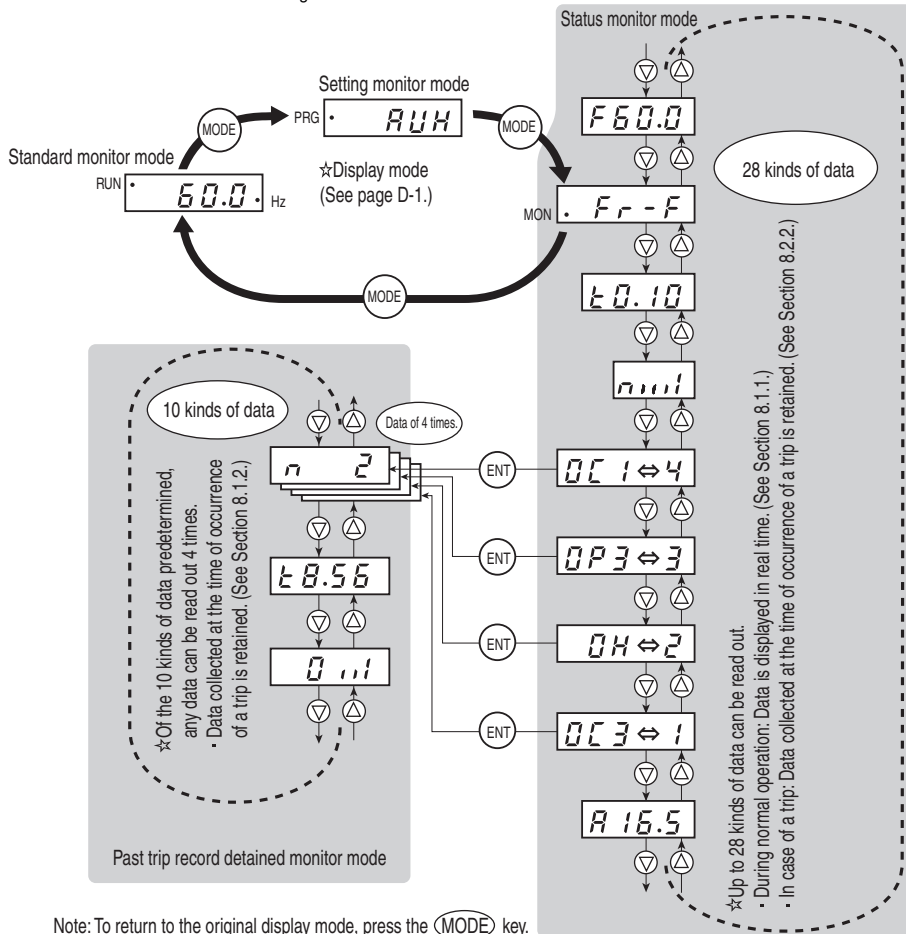 Status monitor mode
Setting monitor mode
PRG
AUH
MODE
MODE
Standard monitor mode
RUN
60.0
Hz
☆Display mode
(See page D-1.)
MODE
F60.0
28 kinds of data
MON
Fr-F
t0.10
OC1⇔4
ENT
OP3⇔3
ENT
OH⇔2
ENT
OC3⇔1
ENT
A16.5
☆Up to 28 kinds of data can be read out.
- During normal operation: Data is displayed in real time. (See Section 8.1.1.)
- In case of a trip: Data collected at the time of occurrence of a trip is retained. (See Section 8.2.2.)
10 kinds of data
Data of 4 times.
n 2
t8.56
☆Of the 10 kinds of data predetermined,
any data can be read out 4 times.
- Data collected at the time of occurrence
of a trip is retained. (See Section 8.1.2.)
Past trip record detained monitor mode
Note: To return to the original display mode, press the MODE key.